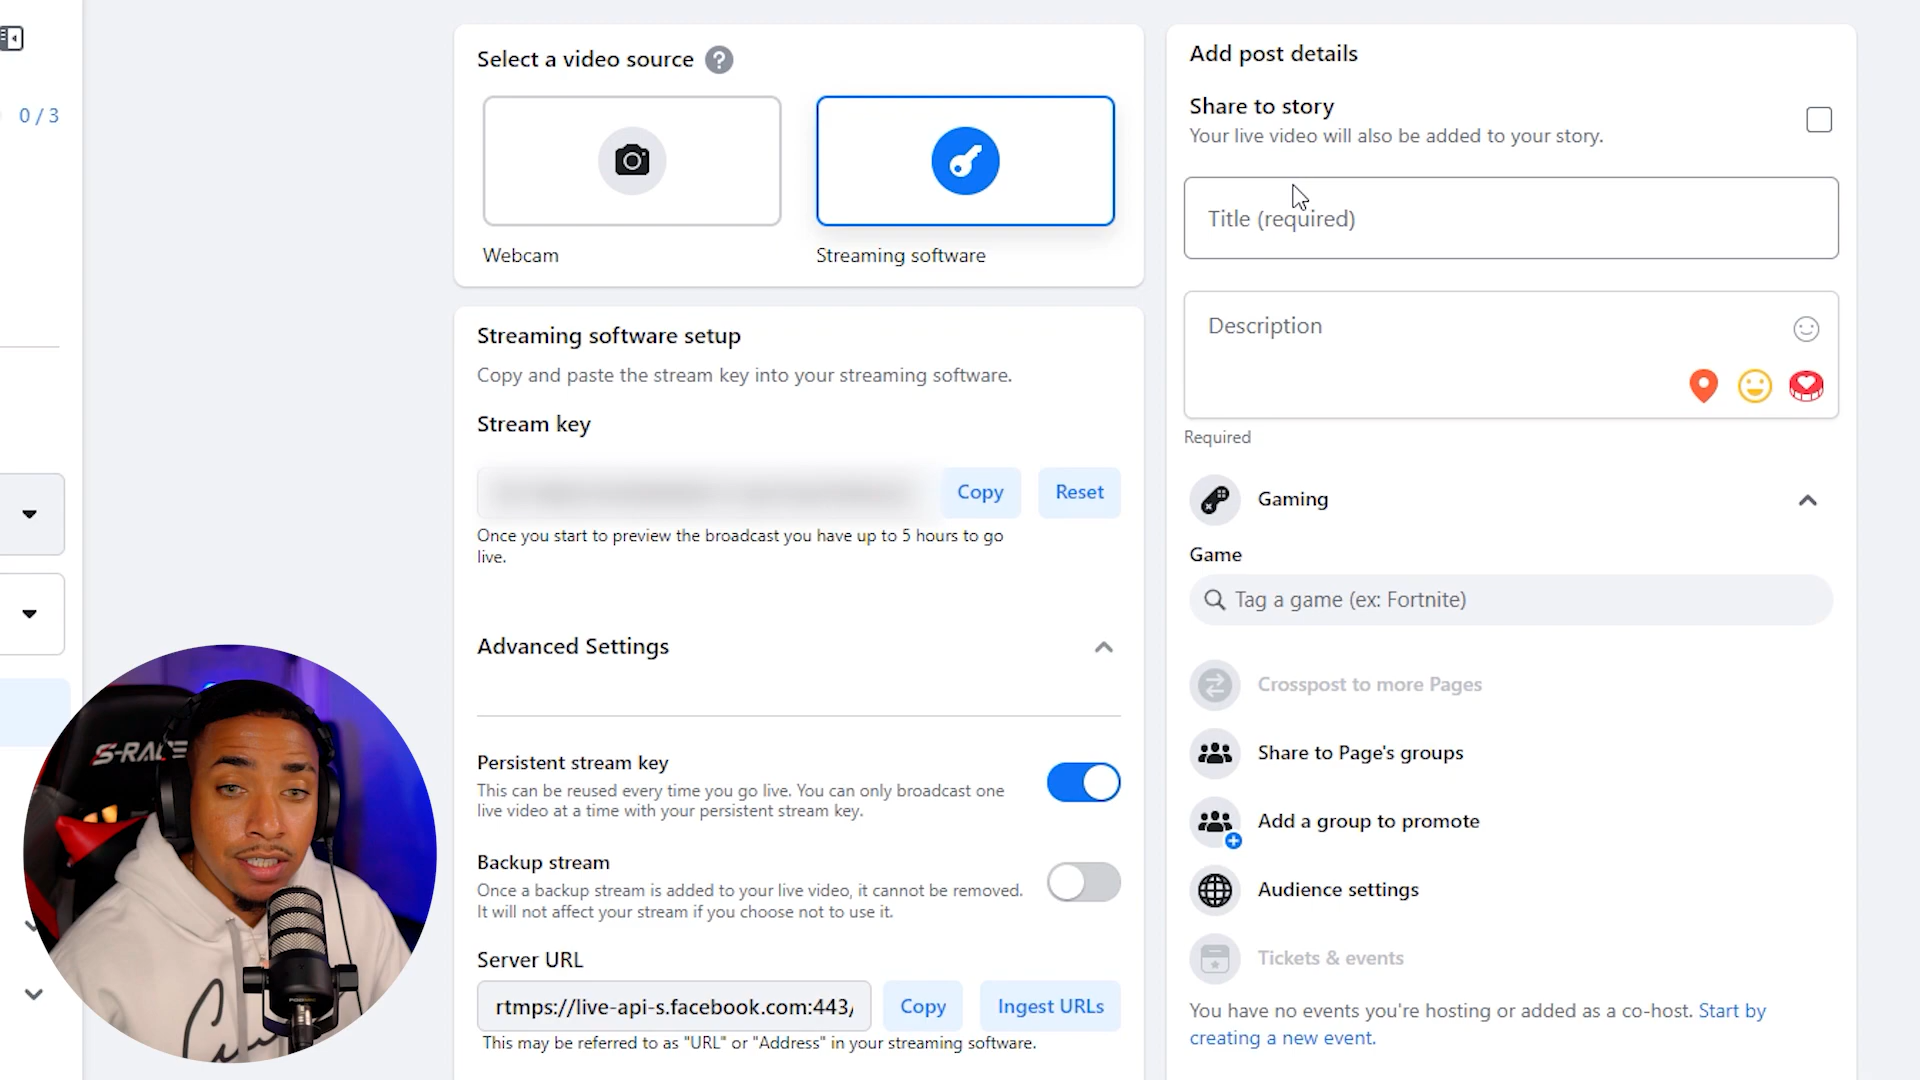 0 / 3
Select a video source ?
Webcam
Streaming software
Streaming software setup
Copy and paste the stream key into your streaming software.
Stream key
Copy
Reset
Once you start to preview the broadcast you have up to 5 hours to go
live.
Advanced Settings
Persistent stream key
This can be reused every time you go live. You can only broadcast one
live video at a time with your persistent stream key.
Backup stream
Once a backup stream is added to your live video, it cannot be removed.
It will not affect your stream if you choose not to use it.
Server URL
rtmps://live-api-s.facebook.com:443/
Copy
Ingest URLs
This may be referred to as "URL" or "Address" in your streaming software.
Add post details
Share to story
Your live video will also be added to your story.
Title (required)
Description
Required
Gaming
Game
Tag a game (ex: Fortnite)
Crosspost to more Pages
Share to Page's groups
Add a group to promote
Audience settings
Tickets & events
You have no events you're hosting or added as a co-host. Start by
creating a new event.
S-RACE